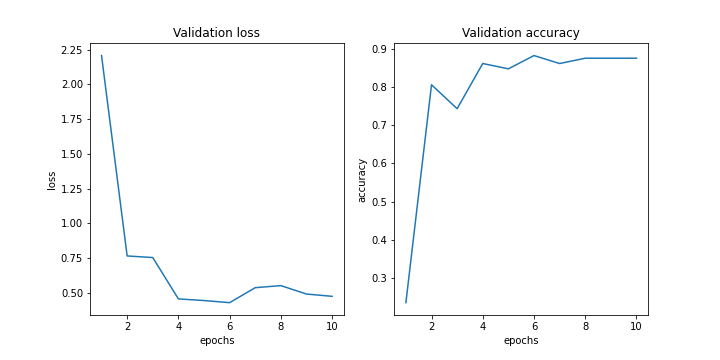 Validation loss
2.25
2.00
1.75
1.50
1.25
1.00
0.75
0.50
loss
2 4 6 8 10
epochs
Validation accuracy
0.9
0.8
0.7
0.6
0.5
0.4
0.3
accuracy
2 4 6 8 10
epochs